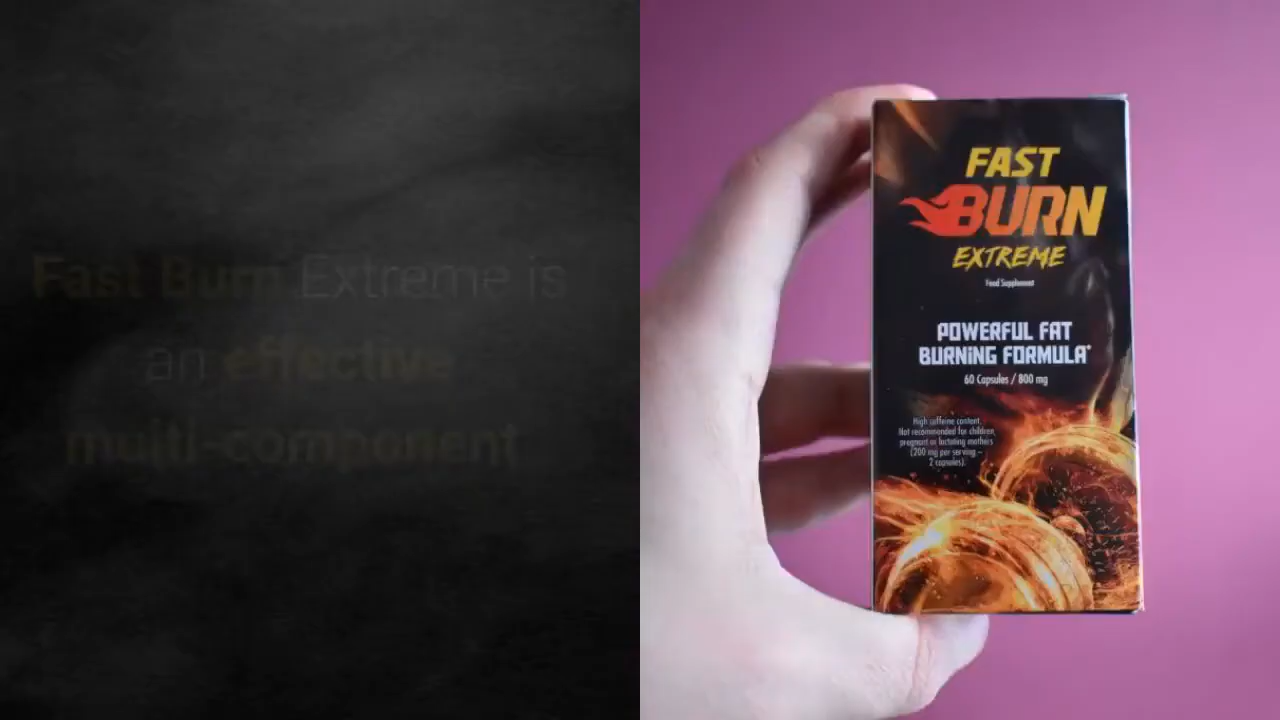 Fast Burn Extreme is
an effective
multi-component
FAST
BURN
EXTREME
Food Supplement
POWERFUL FAT
BURNING FORMULA*
60 Capsules / 800 mg
High caffeine content.
Not recommended for children,
pregnant or lactating mothers
(200 mg per serving –
2 capsules).